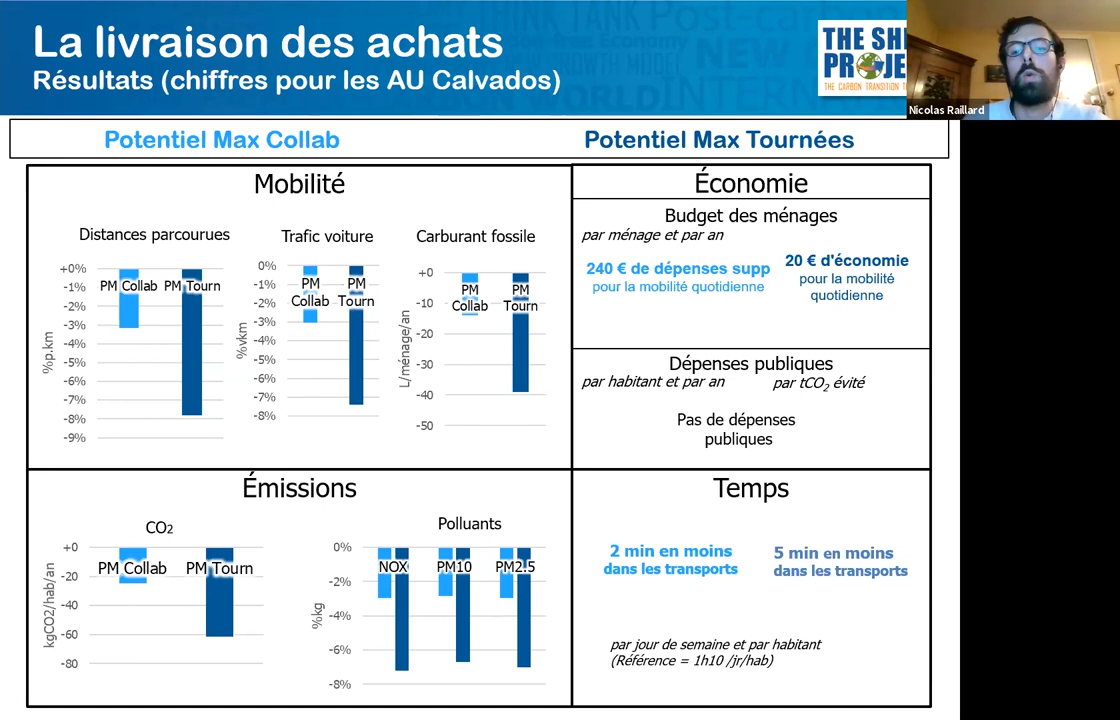 La livraison des achats
Résultats (chiffres pour les AU Calvados)
THINK TANK
Post-carbon
Economy
NEW
THE SHI
PROJE
THE CARBON TRANSITION T
Nicolas Raillard
Potentiel Max Collab
Potentiel Max Tournées
Mobilité
Distances parcourues
+0%
-1%
-2%
-3%
-4%
-5%
-6%
-7%
-8%
-9%
%p.km
PM Collab
PM Tourn
Trafic voiture
0%
-1%
-2%
-3%
-4%
-5%
-6%
-7%
-8%
%vkm
PM
Collab
PM
Tourn
Carburant fossile
+0
-10
-20
-30
-40
-50
L/ménage/an
PM
Collab
PM
Tourn
Économie
Budget des ménages
par ménage et par an
240 € de dépenses supp
pour la mobilité quotidienne
20 € d'économie
pour la mobilité
quotidienne
Dépenses publiques
par habitant et par an
par tCO2 évité
Pas de dépenses
publiques
Émissions
CO2
+0
-20
-40
-60
-80
kgCO2/hab/an
PM Collab
PM Tourn
Polluants
0%
-2%
-4%
-6%
-8%
%kg
NOX
PM10
PM2.5
Temps
2 min en moins
dans les transports
5 min en moins
dans les transports
par jour de semaine et par habitant
(Référence = 1h10 /jr/hab)